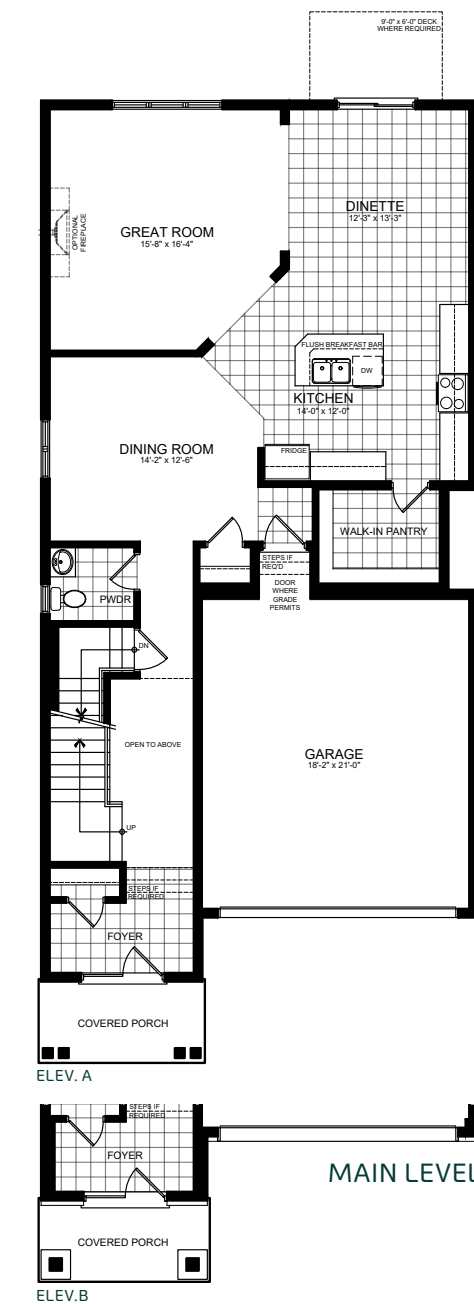 9'-0" x 6'-0" DECK
WHERE REQUIRED
DINETTE
12'-3" x 13'-3"
GREAT ROOM
15'-8" x 16'-4"
OPTIONAL
FIREPLACE
FLUSH BREAKFAST BAR
DW
KITCHEN
14'-0" x 12'-0"
DINING ROOM
14'-2" x 12'-6"
FRIDGE
WALK-IN PANTRY
STEPS IF
REQ'D
DOOR
WHERE
GRADE
PERMITS
PWDR
DN
OPEN TO ABOVE
GARAGE
18'-2" x 21'-0"
UP
STEPS IF
REQUIRED
FOYER
COVERED PORCH
ELEV. A
STEPS IF
REQUIRED
FOYER
MAIN LEVEL
COVERED PORCH
ELEV.B